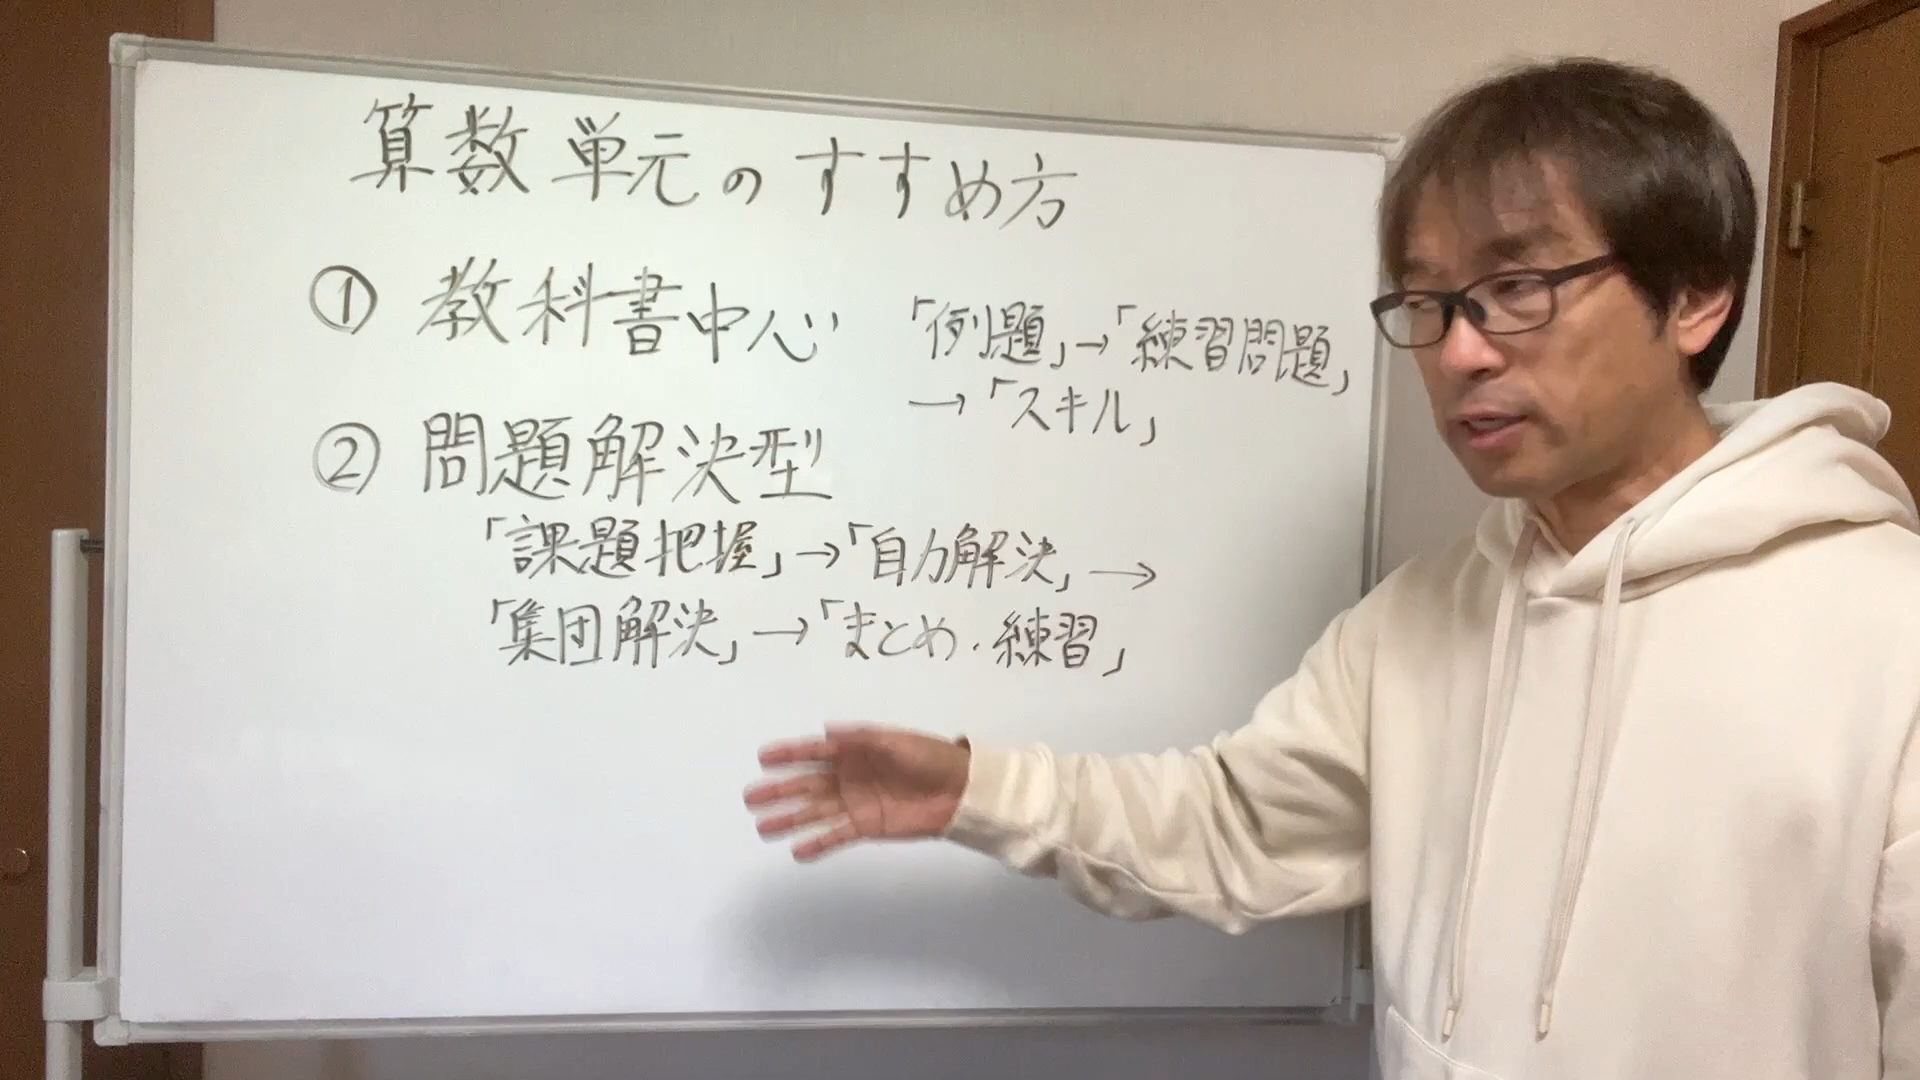 算数単元のすすめ方
① 教科書中心 「例題」→「練習問題」
→「スキル」
② 問題解決型
「課題把握」→「自力解決」→
「集団解決」→「まとめ・練習」